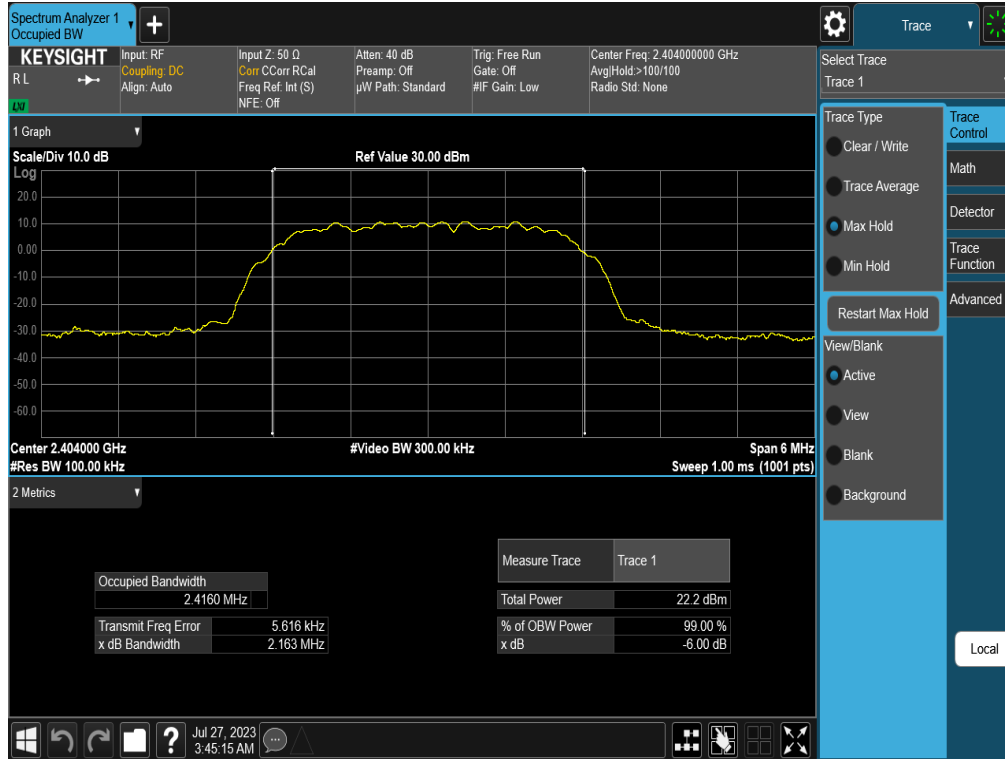 Spectrum Analyzer 1
Occupied BW
Trace
KEYSIGHT
R L
LXI
Input: RF
Coupling: DC
Align: Auto
Input Z: 50 Ω
Corr CCorr RCal
Freq Ref: Int (S)
NFE: Off
Atten: 40 dB
Preamp: Off
µW Path: Standard
Trig: Free Run
Gate: Off
#IF Gain: Low
Center Freq: 2.404000000 GHz
Avg|Hold:>100/100
Radio Std: None
Select Trace
Trace 1
1 Graph
Scale/Div 10.0 dB
Ref Value 30.00 dBm
Log
20.0
10.0
0.00
-10.0
-20.0
-30.0
-40.0
-50.0
-60.0
Center 2.404000 GHz
#Video BW 300.00 kHz
Span 6 MHz
#Res BW 100.00 kHz
Sweep 1.00 ms (1001 pts)
2 Metrics
Occupied Bandwidth
2.4160 MHz
Transmit Freq Error 5.616 kHz
x dB Bandwidth 2.163 MHz
Measure Trace Trace 1
Total Power 22.2 dBm
% of OBW Power 99.00 %
x dB -6.00 dB
Trace Type
Clear / Write
Trace Average
Max Hold
Min Hold
Restart Max Hold
View/Blank
Active
View
Blank
Background
Trace
Control
Math
Detector
Trace
Function
Advanced
Local
?
Jul 27, 2023
3:45:15 AM